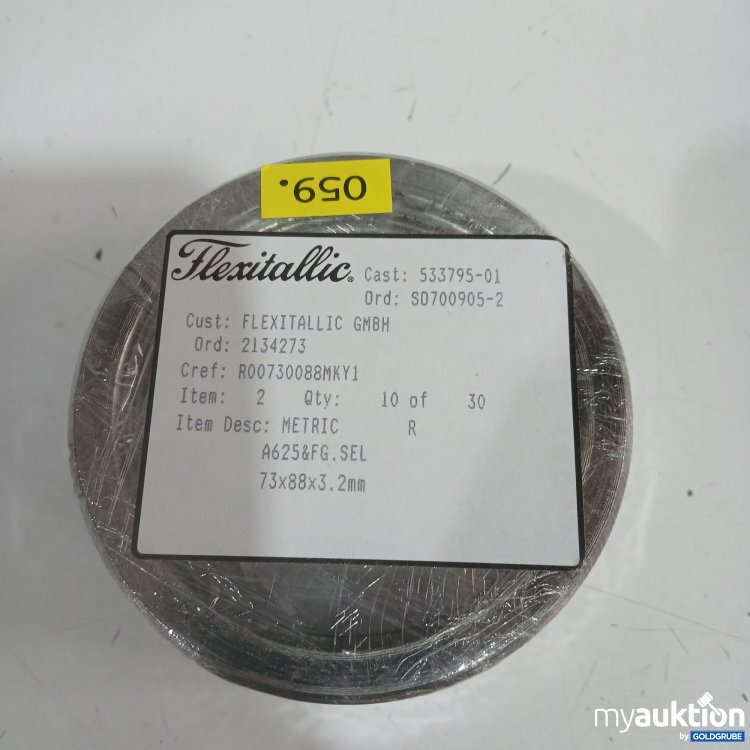 059.
Flexitallic® Cast: 533795-01
Ord: SO700905-2
Cust: FLEXITALLIC GMBH
Ord: 2134273
Cref: R00730088MKY1
Item: 2 Qty: 10 of 30
Item Desc: METRIC R
A625&FG.SEL
73x88x3.2mm
myauktion
by GOLDGRUBE